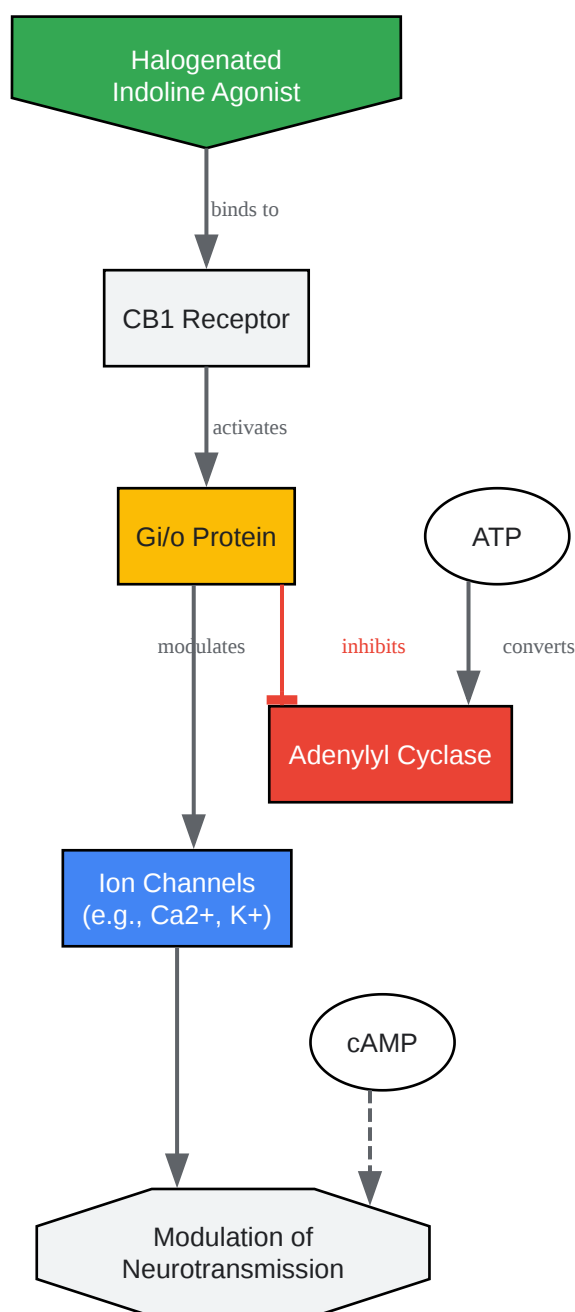 Halogenated
Indoline Agonist
binds to
CB1 Receptor
activates
Gi/o Protein
ATP
modulates
inhibits
converts
Adenylyl Cyclase
Ion Channels
(e.g., Ca2+, K+)
cAMP
Modulation of
Neurotransmission